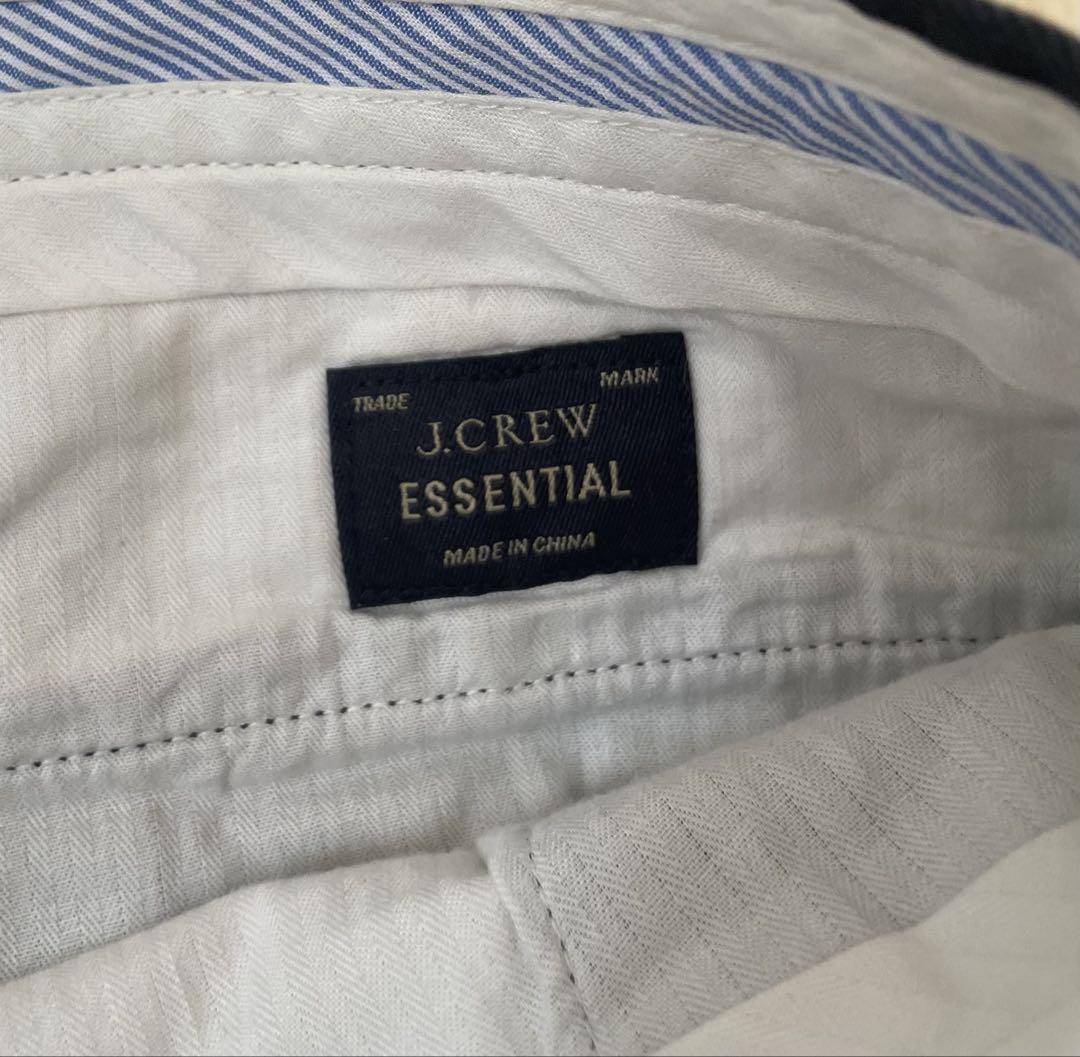 TRADE MARK
J.CREW
ESSENTIAL
MADE IN CHINA